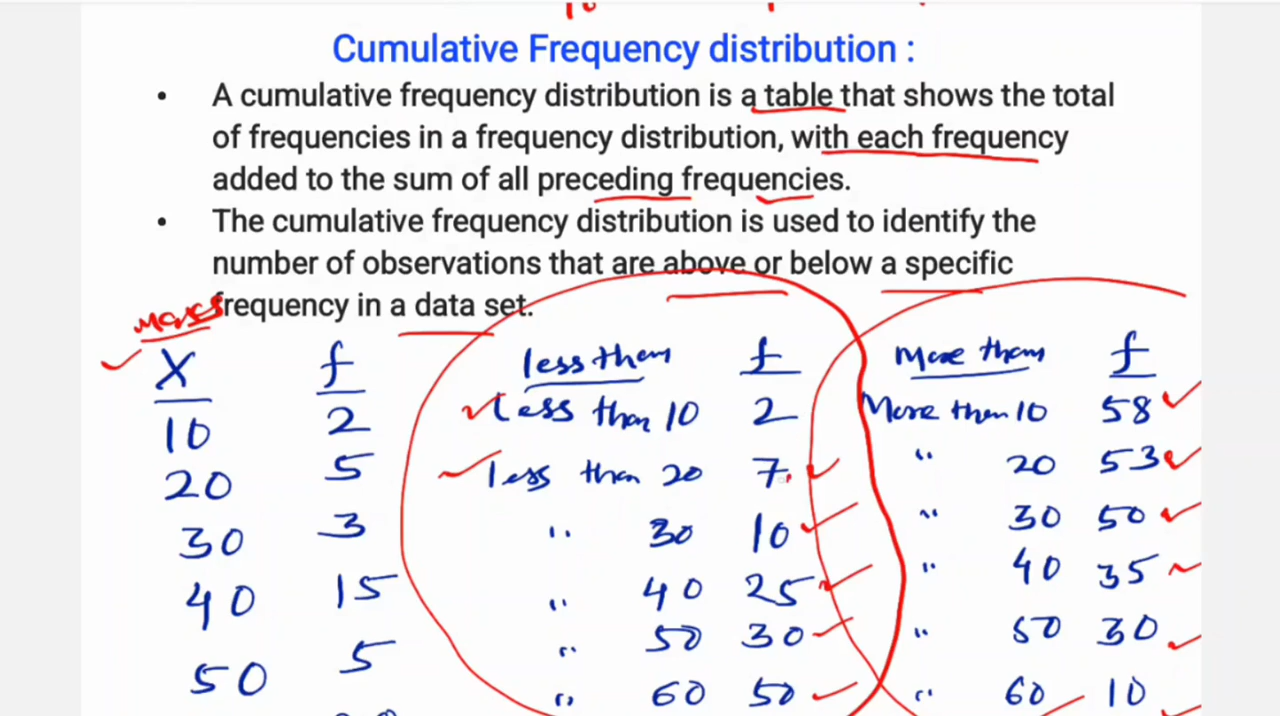 Cumulative Frequency distribution :
• A cumulative frequency distribution is a table that shows the total
of frequencies in a frequency distribution, with each frequency
added to the sum of all preceding frequencies.
• The cumulative frequency distribution is used to identify the
number of observations that are above or below a specific
frequency in a data set.
X f less than f More than f
10 2 Less than 10 2 More than 10 58
20 5 less than 20 7 " 20 53
30 3 " 30 10 " 30 50
40 15 " 40 25 " 40 35
50 5 " 50 30 " 50 30
" 60 50 " 60 10